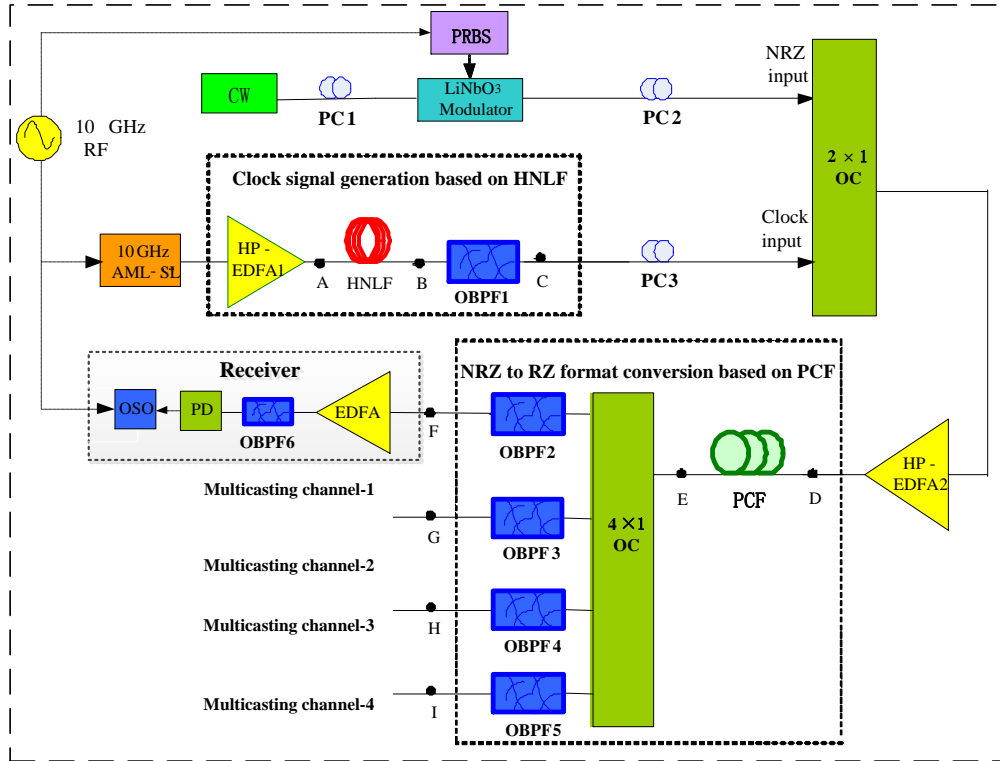 PRBS
NRZ
input
CW
LiNbO3
Modulator
PC1
PC2
10 GHz
RF
2 × 1
OC
Clock signal generation based on HNLF
Clock
input
10 GHz
AML- SL
HP -
EDFA1
A
HNLF
B
OBPF1
C
PC3
Receiver
NRZ to RZ format conversion based on PCF
OSO
PD
OBPF6
EDFA
F
OBPF2
HP -
EDFA2
E
PCF
D
Multicasting channel-1
G
OBPF3
4 ×1
OC
Multicasting channel-2
Multicasting channel-3
H
OBPF4
Multicasting channel-4
I
OBPF5